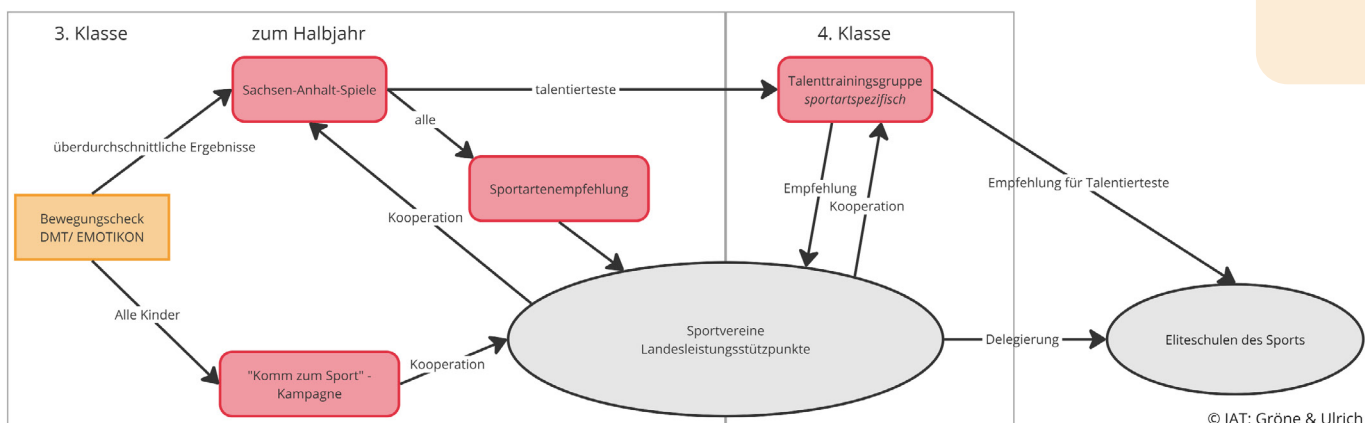 3. Klasse
zum Halbjahr
4. Klasse
Sachsen-Anhalt-Spiele
talentierteste
Talenttrainingsgruppe
sportartspezifisch
alle
überdurchschnittliche Ergebnisse
Sportartenempfehlung
Empfehlung
Kooperation
Empfehlung für Talentierteste
Bewegungscheck
DMT/ EMOTIKON
Kooperation
Alle Kinder
Sportvereine
Landesleistungsstützpunkte
Delegierung
Eliteschulen des Sports
Kooperation
"Komm zum Sport" -
Kampagne
© IAT: Gröne & Ulrich